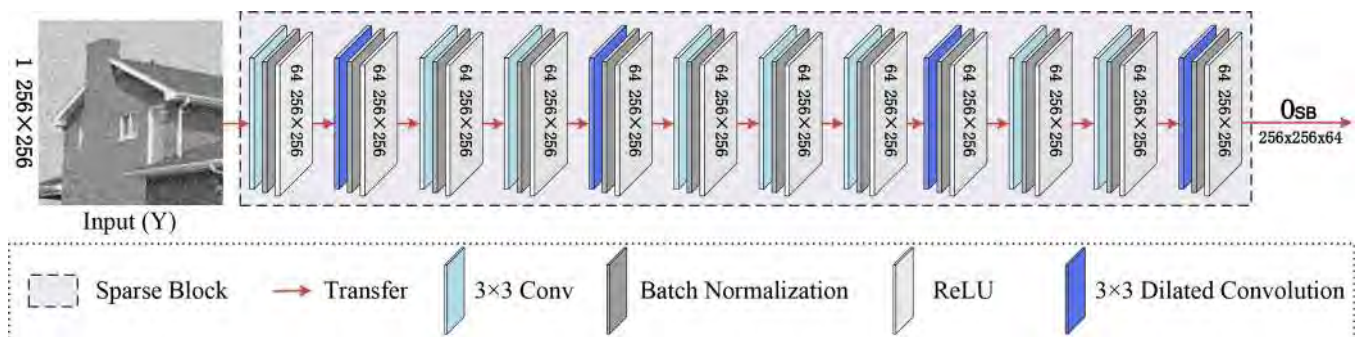 1 256×256
Input (Y)
64 256×256
64 256×256
64 256×256
64 256×256
64 256×256
64 256×256
64 256×256
64 256×256
64 256×256
64 256×256
64 256×256
64 256×256
OSB
256x256x64
Sparse Block
Transfer
3×3 Conv
Batch Normalization
ReLU
3×3 Dilated Convolution